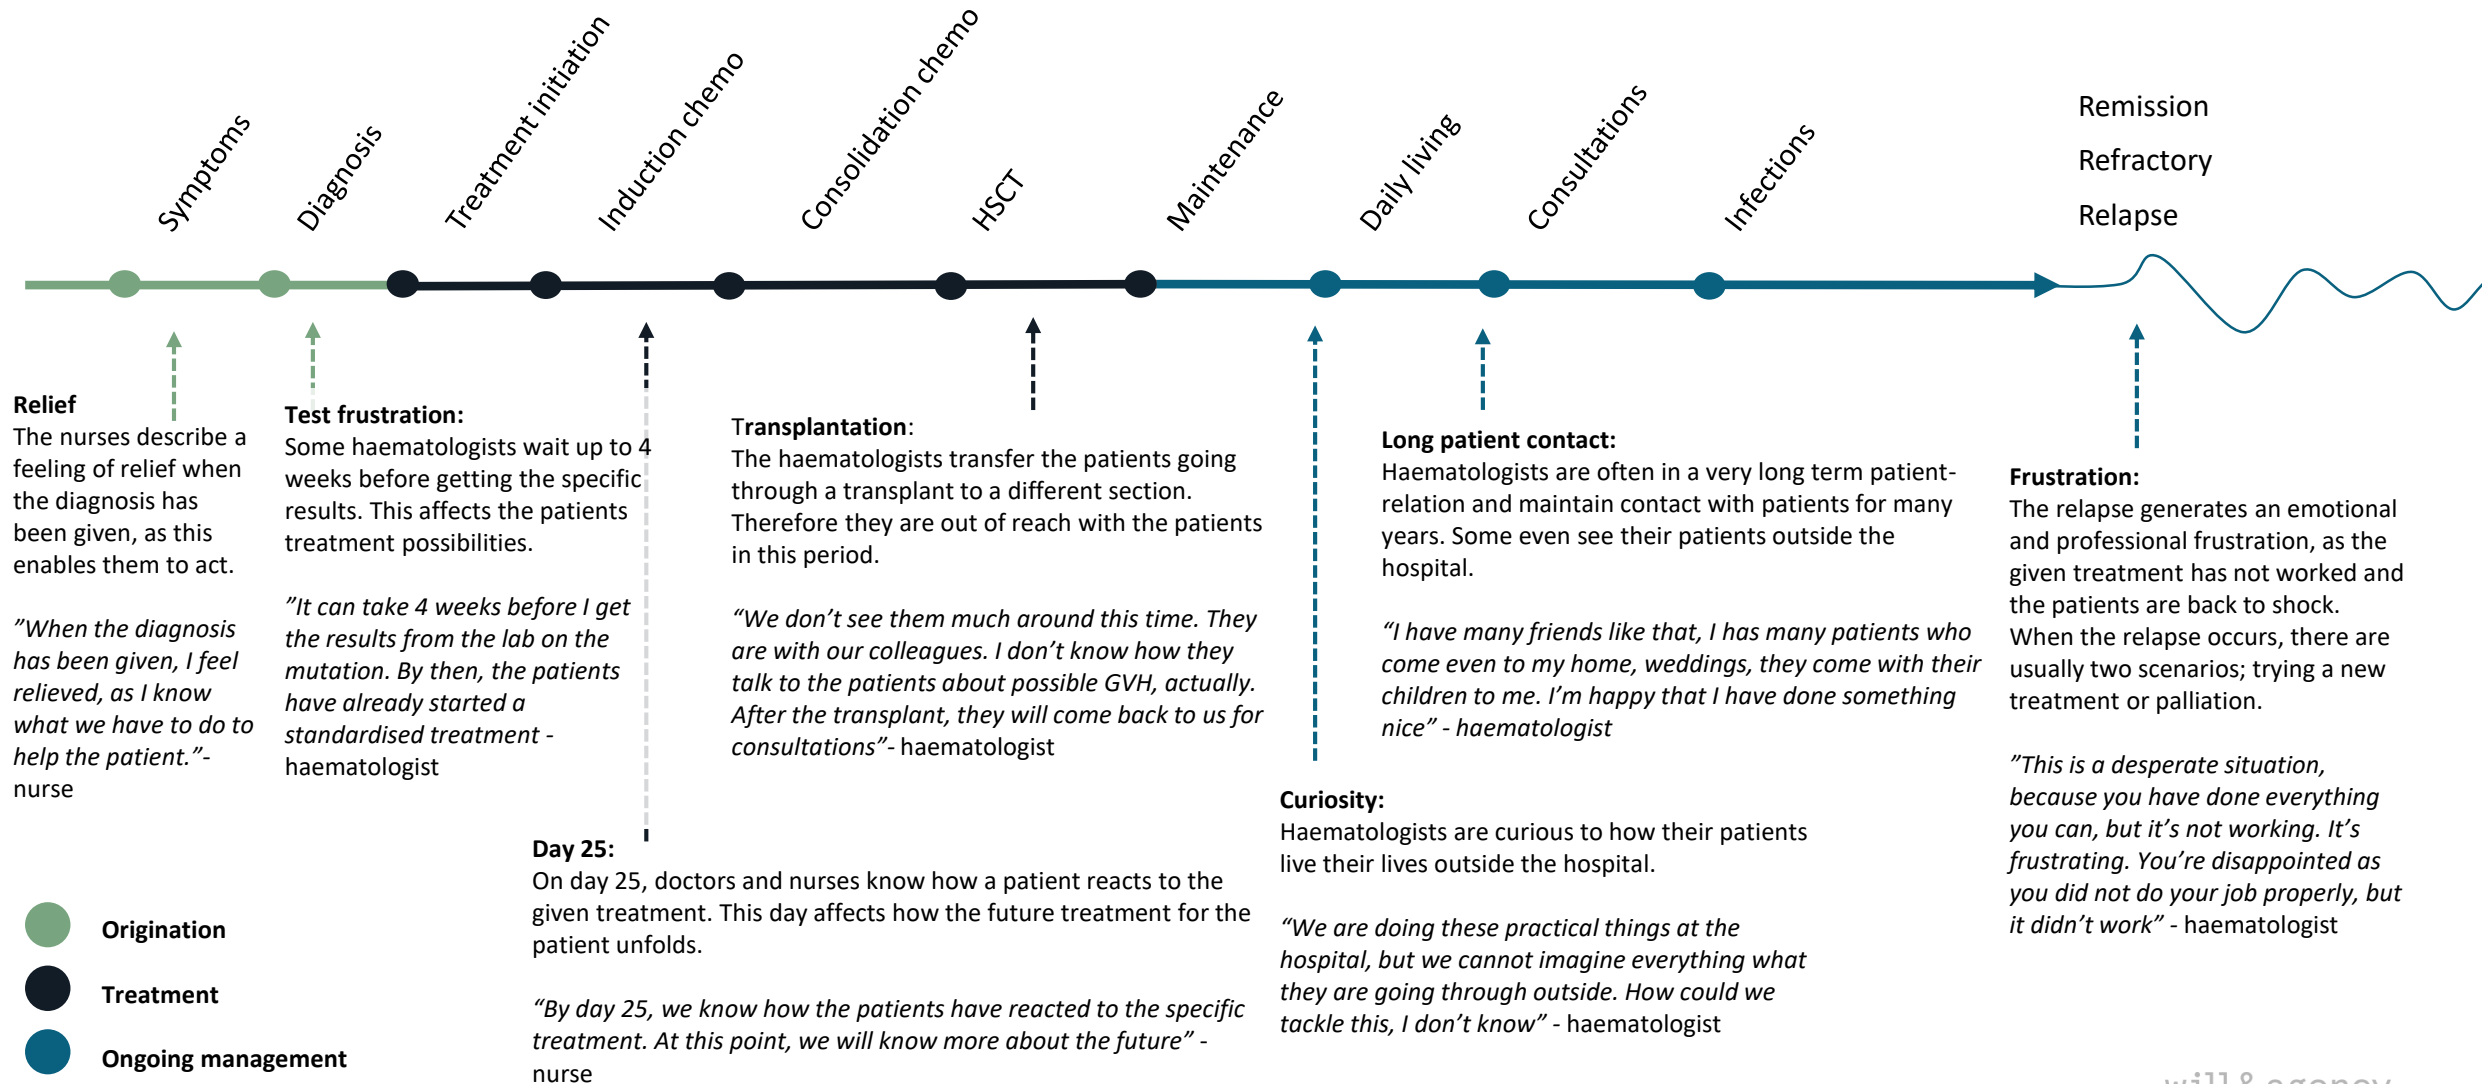 Symptoms
Diagnosis
Treatment initiation
Induction chemo
Consolidation chemo
HSCT
Maintenance
Daily living
Consultations
Infections
Remission
Refractory
Relapse
Relief
The nurses describe a
feeling of relief when
the diagnosis has
been given, as this
enables them to act.
”When the diagnosis
has been given, I feel
relieved, as I know
what we have to do to
help the patient.”-
nurse
Test frustration:
Some haematologists wait up to 4
weeks before getting the specific
results. This affects the patients
treatment possibilities.
”It can take 4 weeks before I get
the results from the lab on the
mutation. By then, the patients
have already started a
standardised treatment -
haematologist
Day 25:
On day 25, doctors and nurses know how a patient reacts to the
given treatment. This day affects how the future treatment for the
patient unfolds.
“By day 25, we know how the patients have reacted to the specific
treatment. At this point, we will know more about the future” -
nurse
Transplantation:
The haematologists transfer the patients going
through a transplant to a different section.
Therefore they are out of reach with the patients
in this period.
“We don’t see them much around this time. They
are with our colleagues. I don’t know how they
talk to the patients about possible GVH, actually.
After the transplant, they will come back to us for
consultations”- haematologist
Curiosity:
Haematologists are curious to how their patients
live their lives outside the hospital.
“We are doing these practical things at the
hospital, but we cannot imagine everything what
they are going through outside. How could we
tackle this, I don’t know” - haematologist
Long patient contact:
Haematologists are often in a very long term patient-
relation and maintain contact with patients for many
years. Some even see their patients outside the
hospital.
“I have many friends like that, I has many patients who
come even to my home, weddings, they come with their
children to me. I’m happy that I have done something
nice” - haematologist
Frustration:
The relapse generates an emotional
and professional frustration, as the
given treatment has not worked and
the patients are back to shock.
When the relapse occurs, there are
usually two scenarios; trying a new
treatment or palliation.
”This is a desperate situation,
because you have done everything
you can, but it’s not working. It’s
frustrating. You’re disappointed as
you did not do your job properly, but
it didn’t work” - haematologist
Origination
Treatment
Ongoing management
will & agency